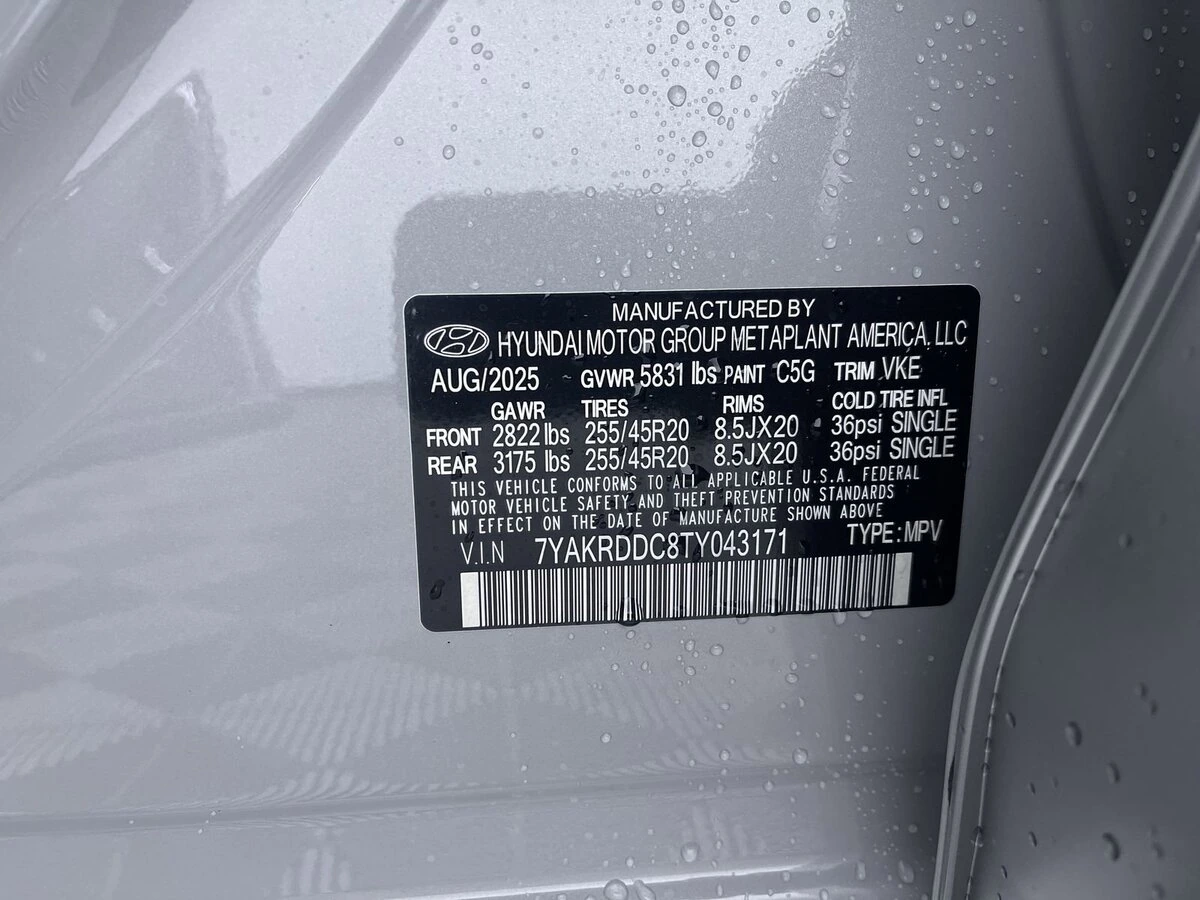 MANUFACTURED BY
HYUNDAI MOTOR GROUP METAPLANT AMERICA, LLC
AUG/2025 GVWR 5831 lbs PAINT C5G TRIM VKE
GAWR TIRES RIMS COLD TIRE INFL
FRONT 2822 lbs 255/45R20 8.5JX20 36psi SINGLE
REAR 3175 lbs 255/45R20 8.5JX20 36psi SINGLE
THIS VEHICLE CONFORMS TO ALL APPLICABLE U.S.A. FEDERAL
MOTOR VEHICLE SAFETY AND THEFT PREVENTION STANDARDS
IN EFFECT ON THE DATE OF MANUFACTURE SHOWN ABOVE
V.I.N 7YAKRDDC8TY043171 TYPE: MPV